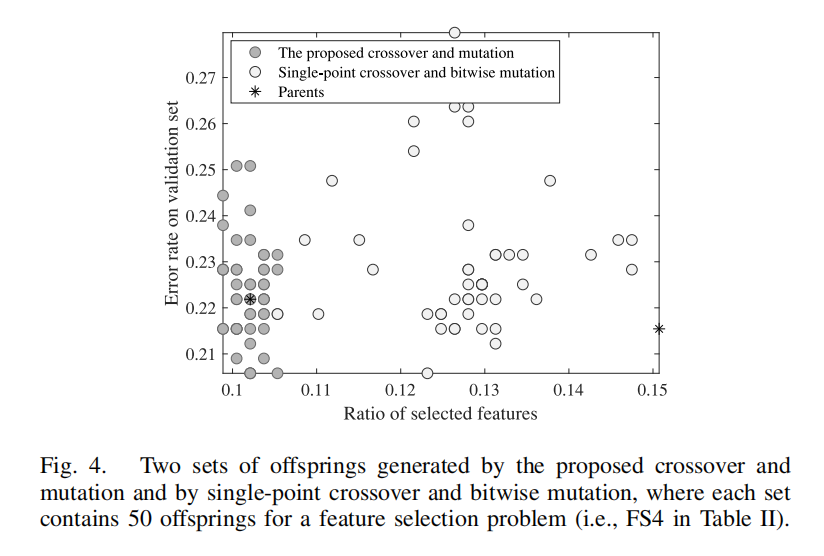 The proposed crossover and mutation
Single-point crossover and bitwise mutation
Parents
Error rate on validation set
0.27
0.26
0.25
0.24
0.23
0.22
0.21
0.1 0.11 0.12 0.13 0.14 0.15
Ratio of selected features
Fig. 4. Two sets of offsprings generated by the proposed crossover and
mutation and by single-point crossover and bitwise mutation, where each set
contains 50 offsprings for a feature selection problem (i.e., FS4 in Table II).